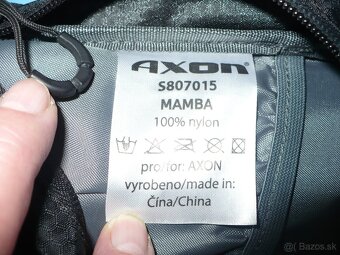 AXON
S807015
MAMBA
100% nylon
pro/for: AXON
vyrobeno/made in:
Čína/China
Bazos.sk